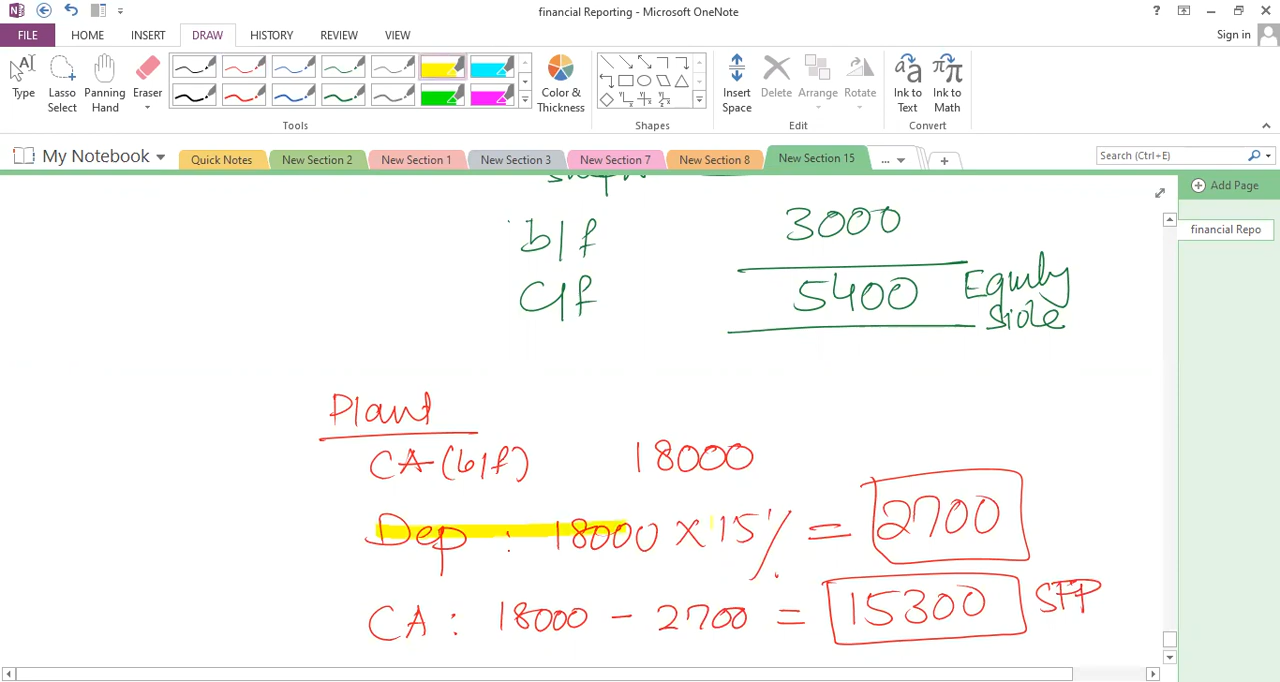 financial Reporting - Microsoft OneNote
Sign in
FILE HOME INSERT DRAW HISTORY REVIEW VIEW
Type
Lasso Select
Panning Hand
Eraser
Color & Thickness
Insert Space
Delete
Arrange
Rotate
Ink to Text
Ink to Math
Tools Shapes Edit Convert
My Notebook Quick Notes New Section 2 New Section 1 New Section 3 New Section 7 New Section 8 New Section 15 ... +
Search (Ctrl+E)
Add Page
financial Repo
b/f 3000
c/f 5400 Equity Side
Plant
CA (b/f) 18000
Dep : 18000 x 15% = 2700
CA : 18000 - 2700 = 15300 SFP